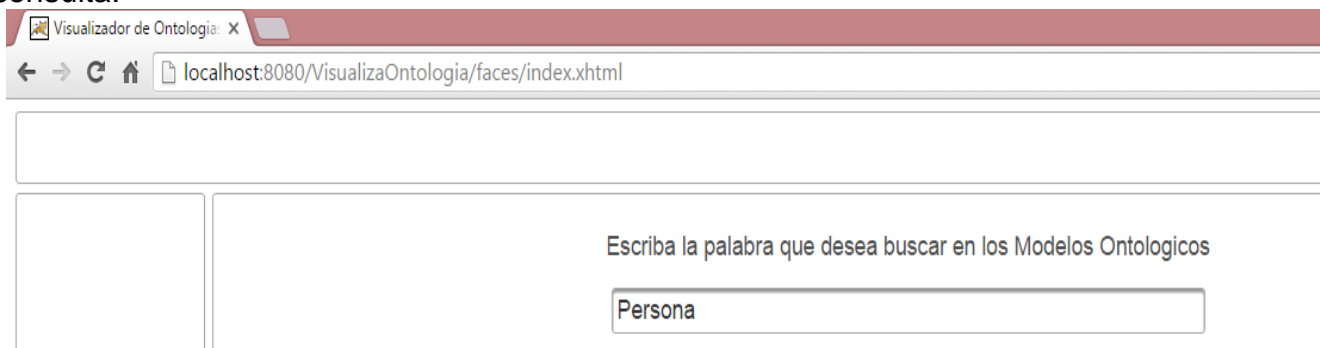 consulta:
Visualizador de Ontologia: x
localhost:8080/VisualizaOntologia/faces/index.xhtml
Escriba la palabra que desea buscar en los Modelos Ontologicos
Persona